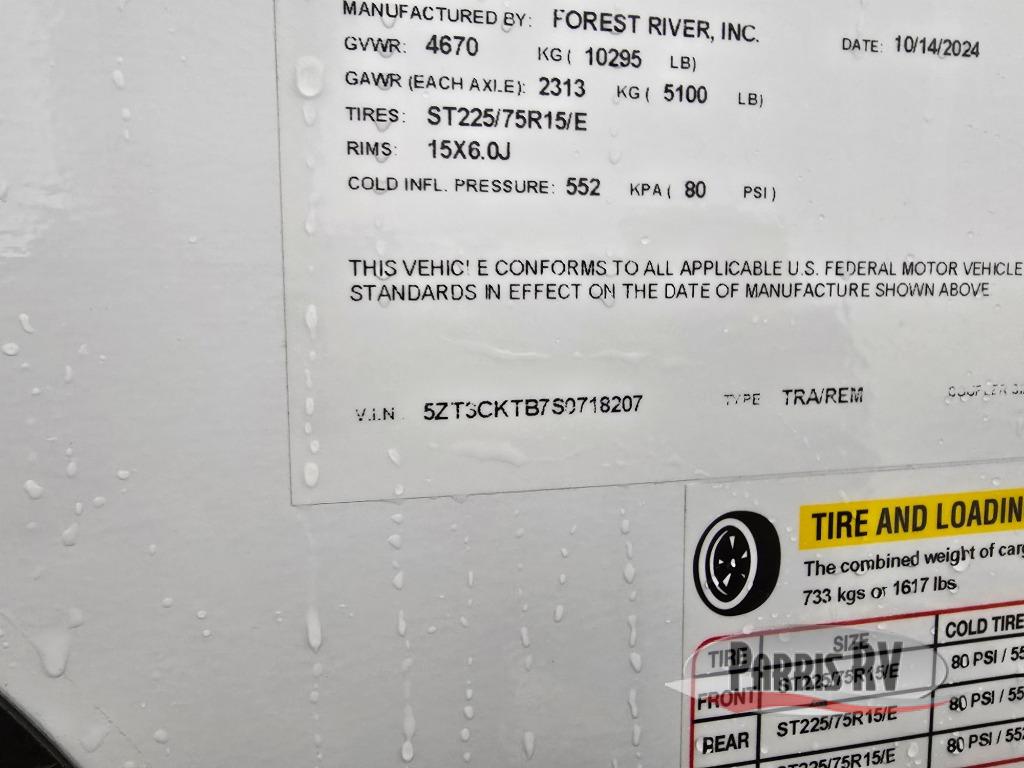 MANUFACTURED BY: FOREST RIVER, INC.
GVWR: 4670 KG ( 10295 LB) DATE: 10/14/2024
GAWR (EACH AXLE): 2313 KG ( 5100 LB)
TIRES: ST225/75R15/E
RIMS: 15X6.0J
COLD INFL. PRESSURE: 552 KPA ( 80 PSI )
THIS VEHICLE CONFORMS TO ALL APPLICABLE U.S. FEDERAL MOTOR VEHICLE
STANDARDS IN EFFECT ON THE DATE OF MANUFACTURE SHOWN ABOVE
V.I.N. 5ZT3CKTB7S0718207 TYPE TRA/REM COUPLER
TIRE AND LOADIN
The combined weight of carg
733 kgs or 1617 lbs
TIRE SIZE COLD TIRE
FRONT ST225/75R15/E 80 PSI / 55
REAR ST225/75R15/E 80 PSI / 55
ST225/75R15/E 80 PSI / 552
PARRIS RV